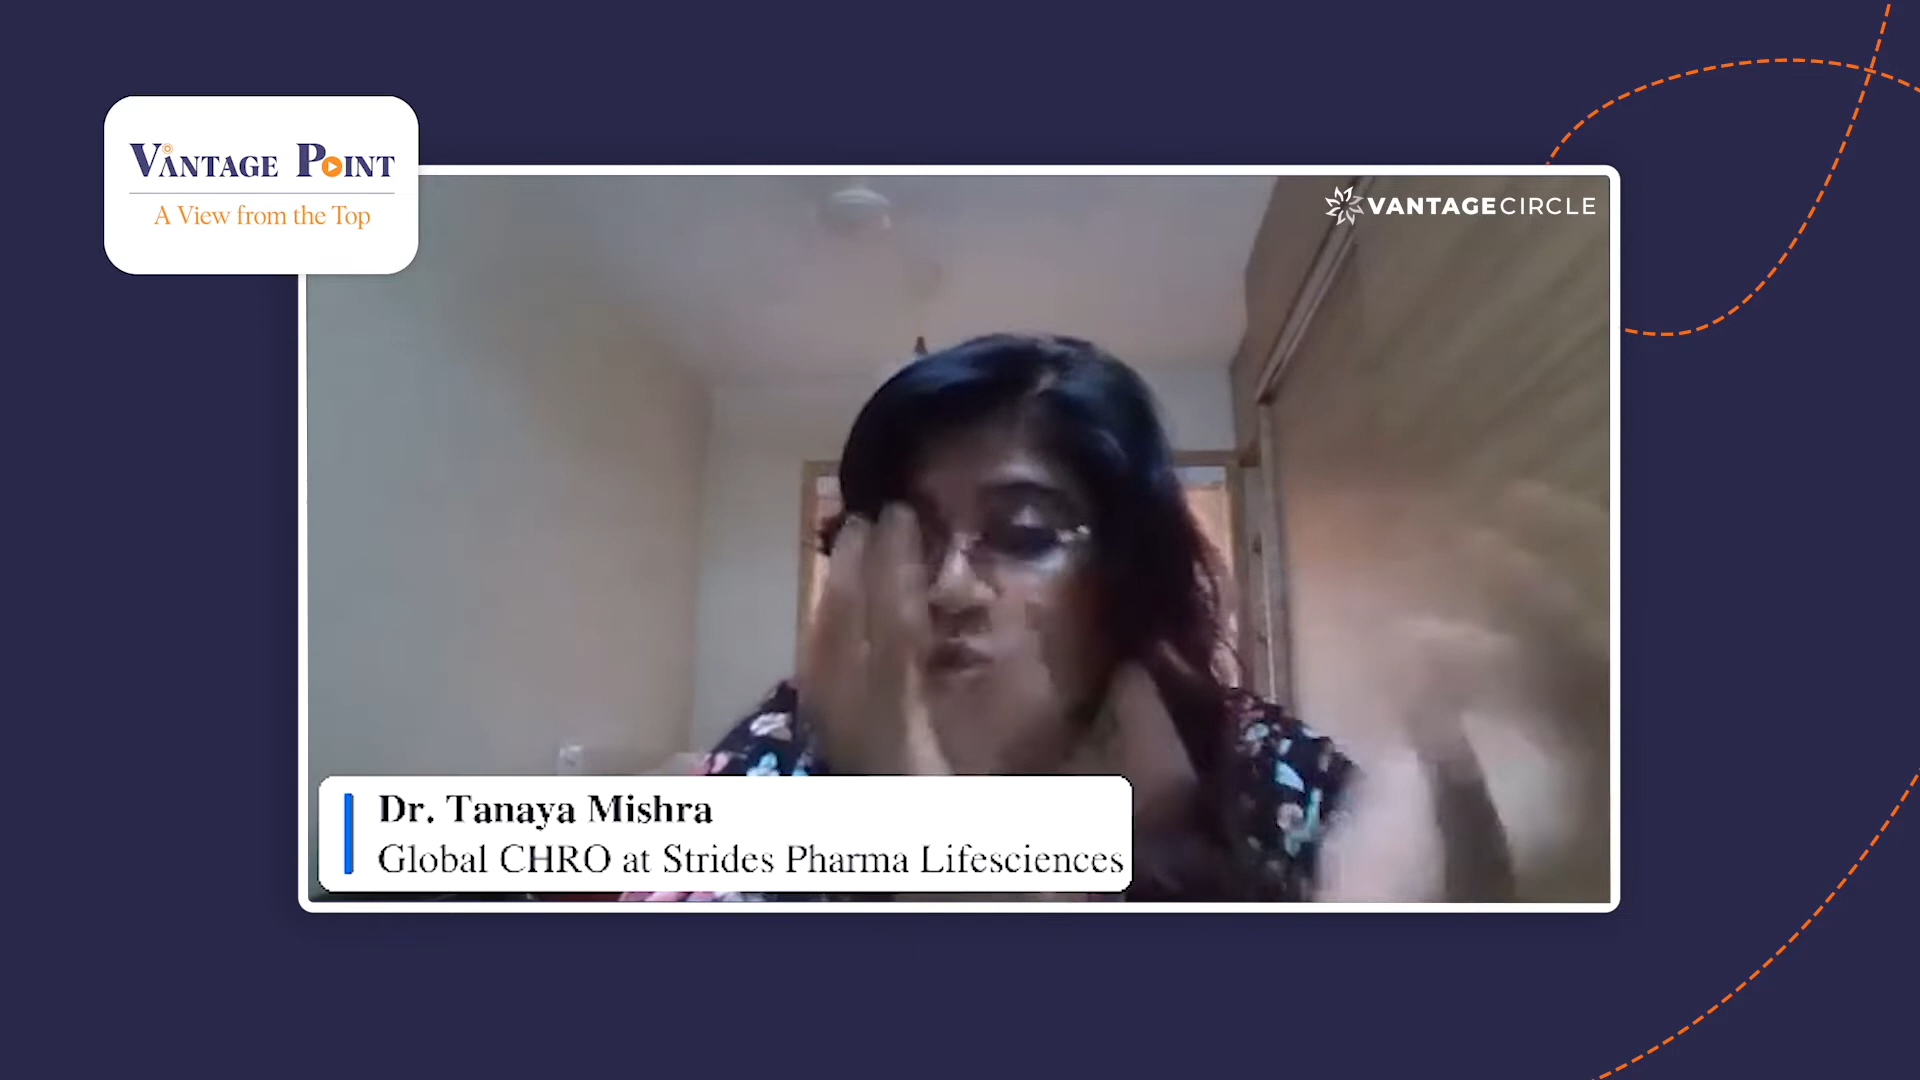 VANTAGE POINT
A View from the Top
VANTAGECIRCLE
Dr. Tanaya Mishra
Global CHRO at Strides Pharma Lifesciences